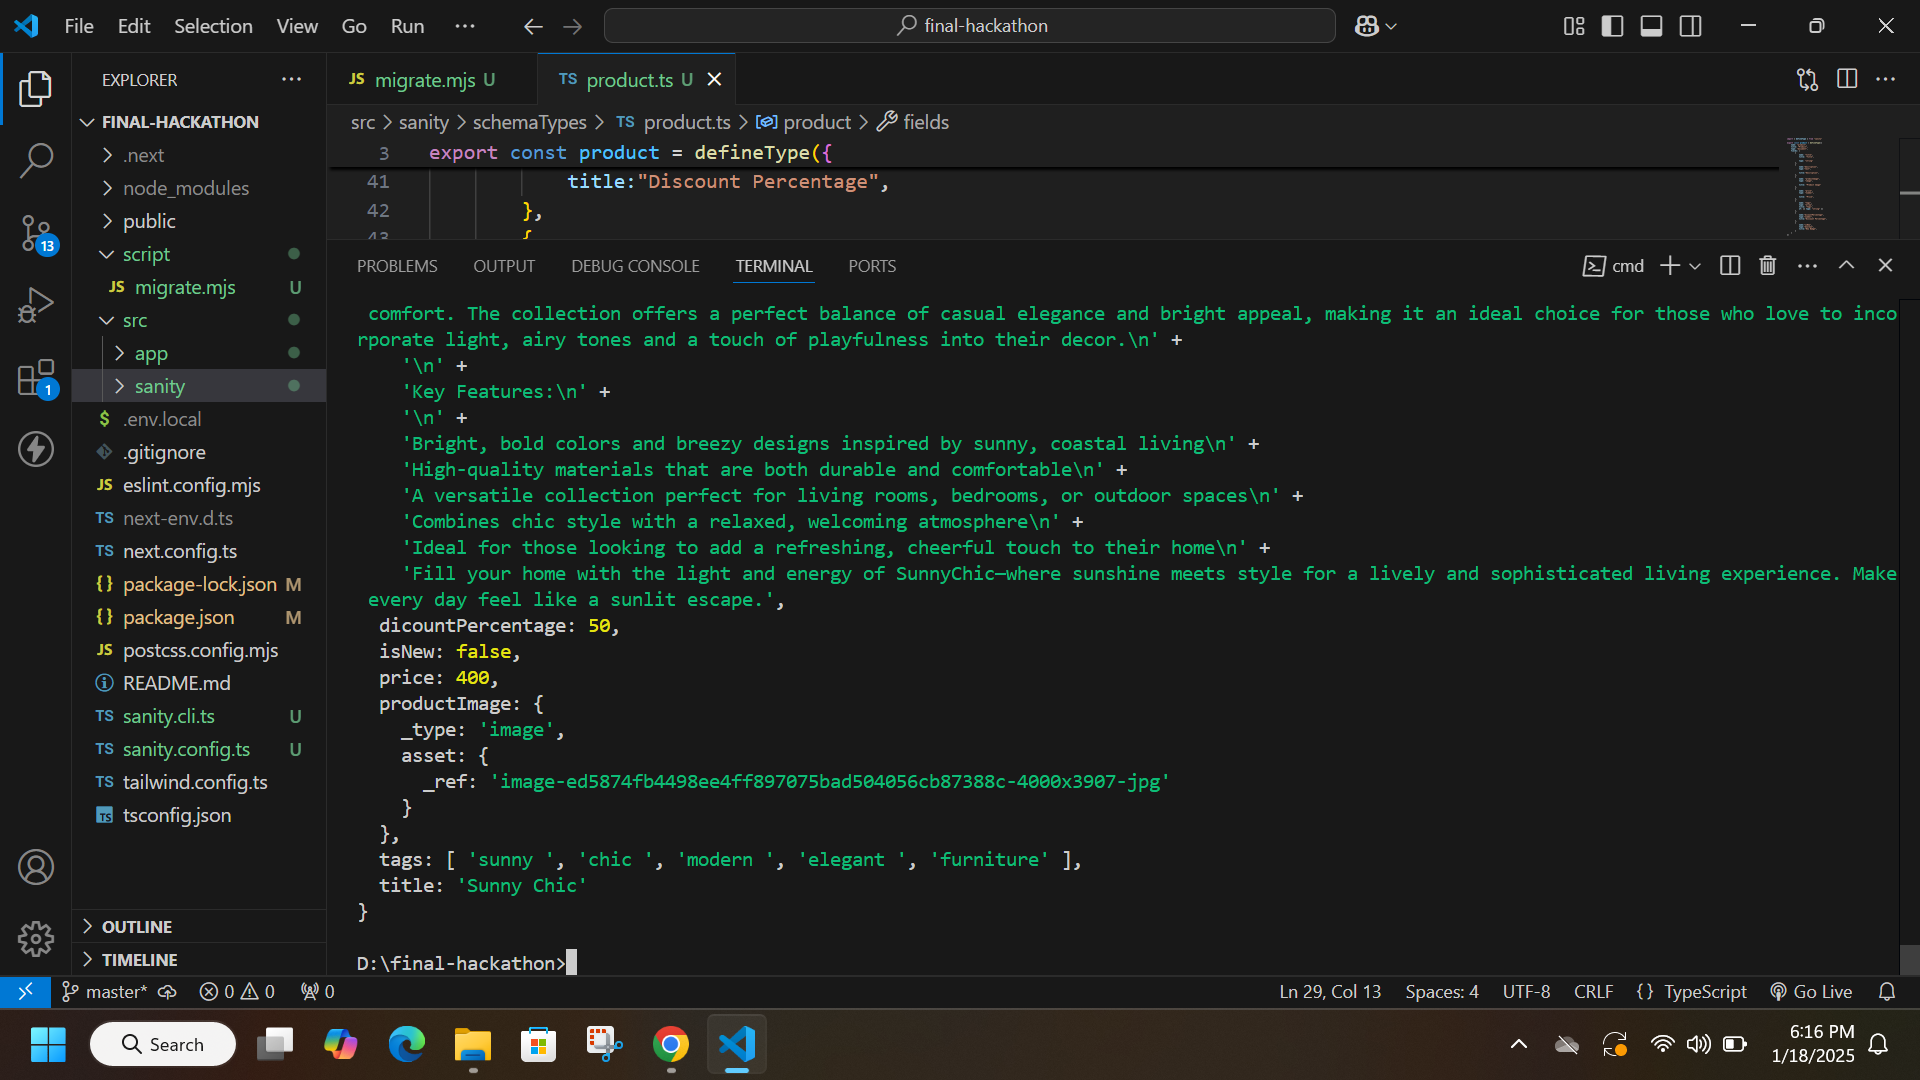 File Edit Selection View Go Run ··· final-hackathon
EXPLORER
FINAL-HACKATHON
.next
node_modules
public
script
JS migrate.mjs U
src
app
sanity
$ .env.local
.gitignore
JS eslint.config.mjs
TS next-env.d.ts
TS next.config.ts
{} package-lock.json M
{} package.json M
JS postcss.config.mjs
README.md
TS sanity.cli.ts U
TS sanity.config.ts U
TS tailwind.config.ts
TS tsconfig.json
OUTLINE
TIMELINE
13
1
JS migrate.mjs U TS product.ts U
src > sanity > schemaTypes > TS product.ts > product > fields
3 export const product = defineType({
41 title:"Discount Percentage",
42 },
43 {
PROBLEMS OUTPUT DEBUG CONSOLE TERMINAL PORTS cmd
comfort. The collection offers a perfect balance of casual elegance and bright appeal, making it an ideal choice for those who love to inco
rporate light, airy tones and a touch of playfulness into their decor.\n' +
'\n' +
'Key Features:\n' +
'\n' +
'Bright, bold colors and breezy designs inspired by sunny, coastal living\n' +
'High-quality materials that are both durable and comfortable\n' +
'A versatile collection perfect for living rooms, bedrooms, or outdoor spaces\n' +
'Combines chic style with a relaxed, welcoming atmosphere\n' +
'Ideal for those looking to add a refreshing, cheerful touch to their home\n' +
'Fill your home with the light and energy of SunnyChic—where sunshine meets style for a lively and sophisticated living experience. Make
every day feel like a sunlit escape.',
dicountPercentage: 50,
isNew: false,
price: 400,
productImage: {
_type: 'image',
asset: {
_ref: 'image-ed5874fb4498ee4ff897075bad504056cb87388c-4000x3907-jpg'
}
},
tags: [ 'sunny ', 'chic ', 'modern ', 'elegant ', 'furniture' ],
title: 'Sunny Chic'
}
D:\final-hackathon>
master* 0 0 0 Ln 29, Col 13 Spaces: 4 UTF-8 CRLF {} TypeScript Go Live
Search
6:16 PM
1/18/2025